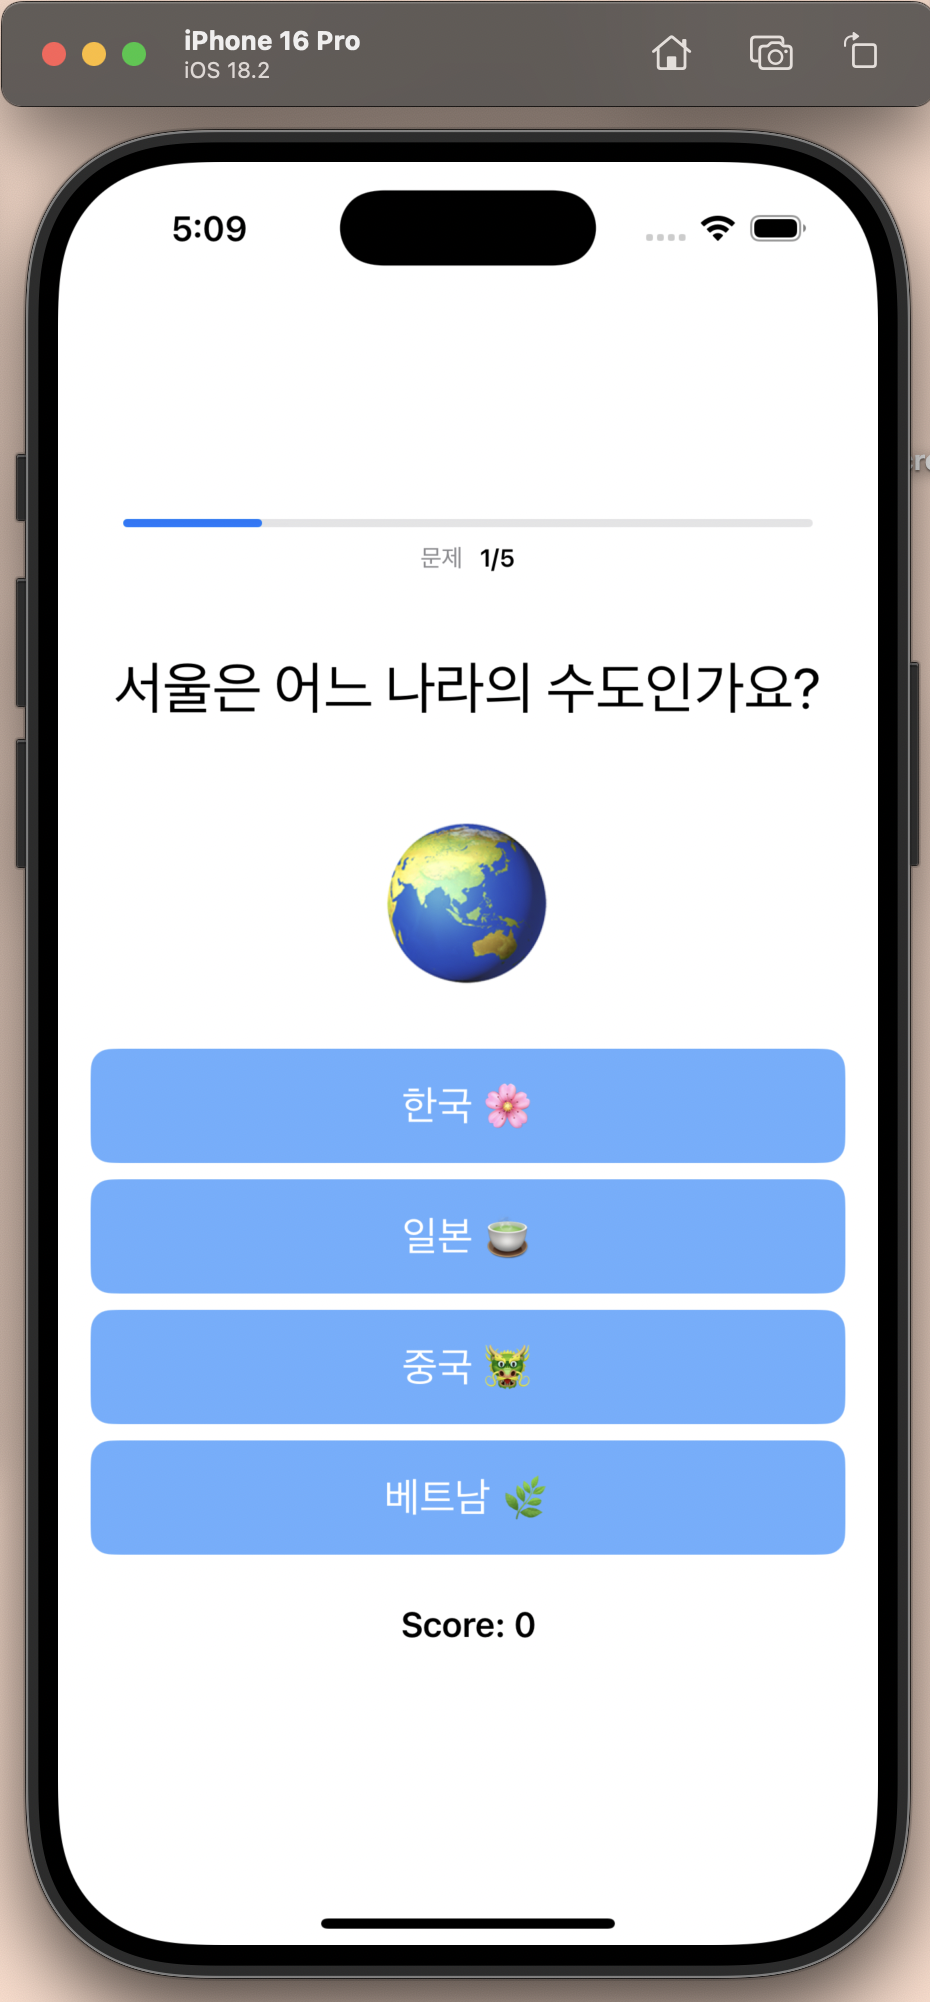 iPhone 16 Pro
iOS 18.2
5:09
문제 1/5
서울은 어느 나라의 수도인가요?
한국 🌸
일본 🍵
중국 🐲
베트남 🌿
Score: 0